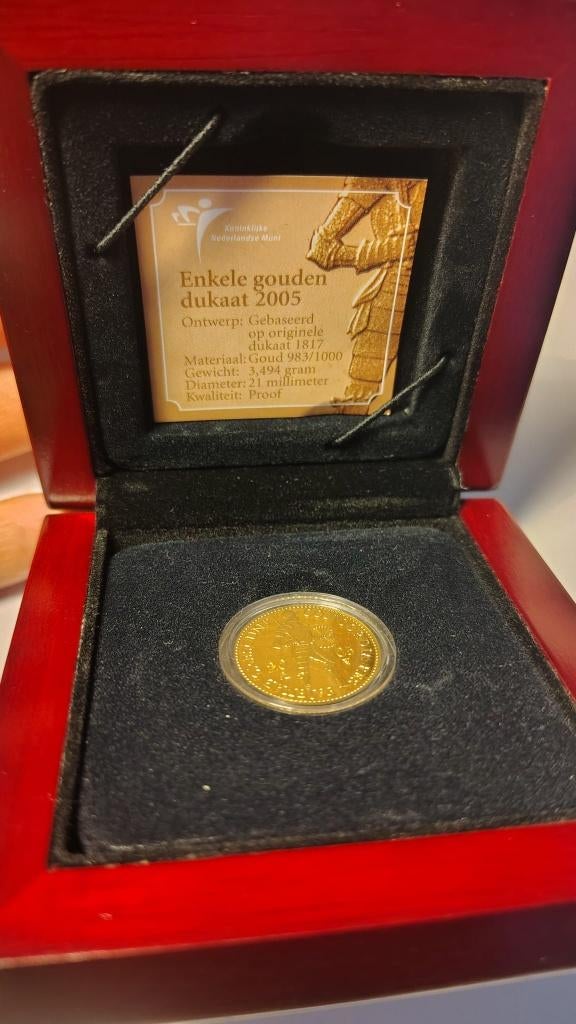 Koninklijke
Nederlandse Munt
Enkele gouden
dukaat 2005
Ontwerp: Gebaseerd
op originele
dukaat 1817
Materiaal: Goud 983/1000
Gewicht: 3,494 gram
Diameter: 21 millimeter
Kwaliteit: Proof